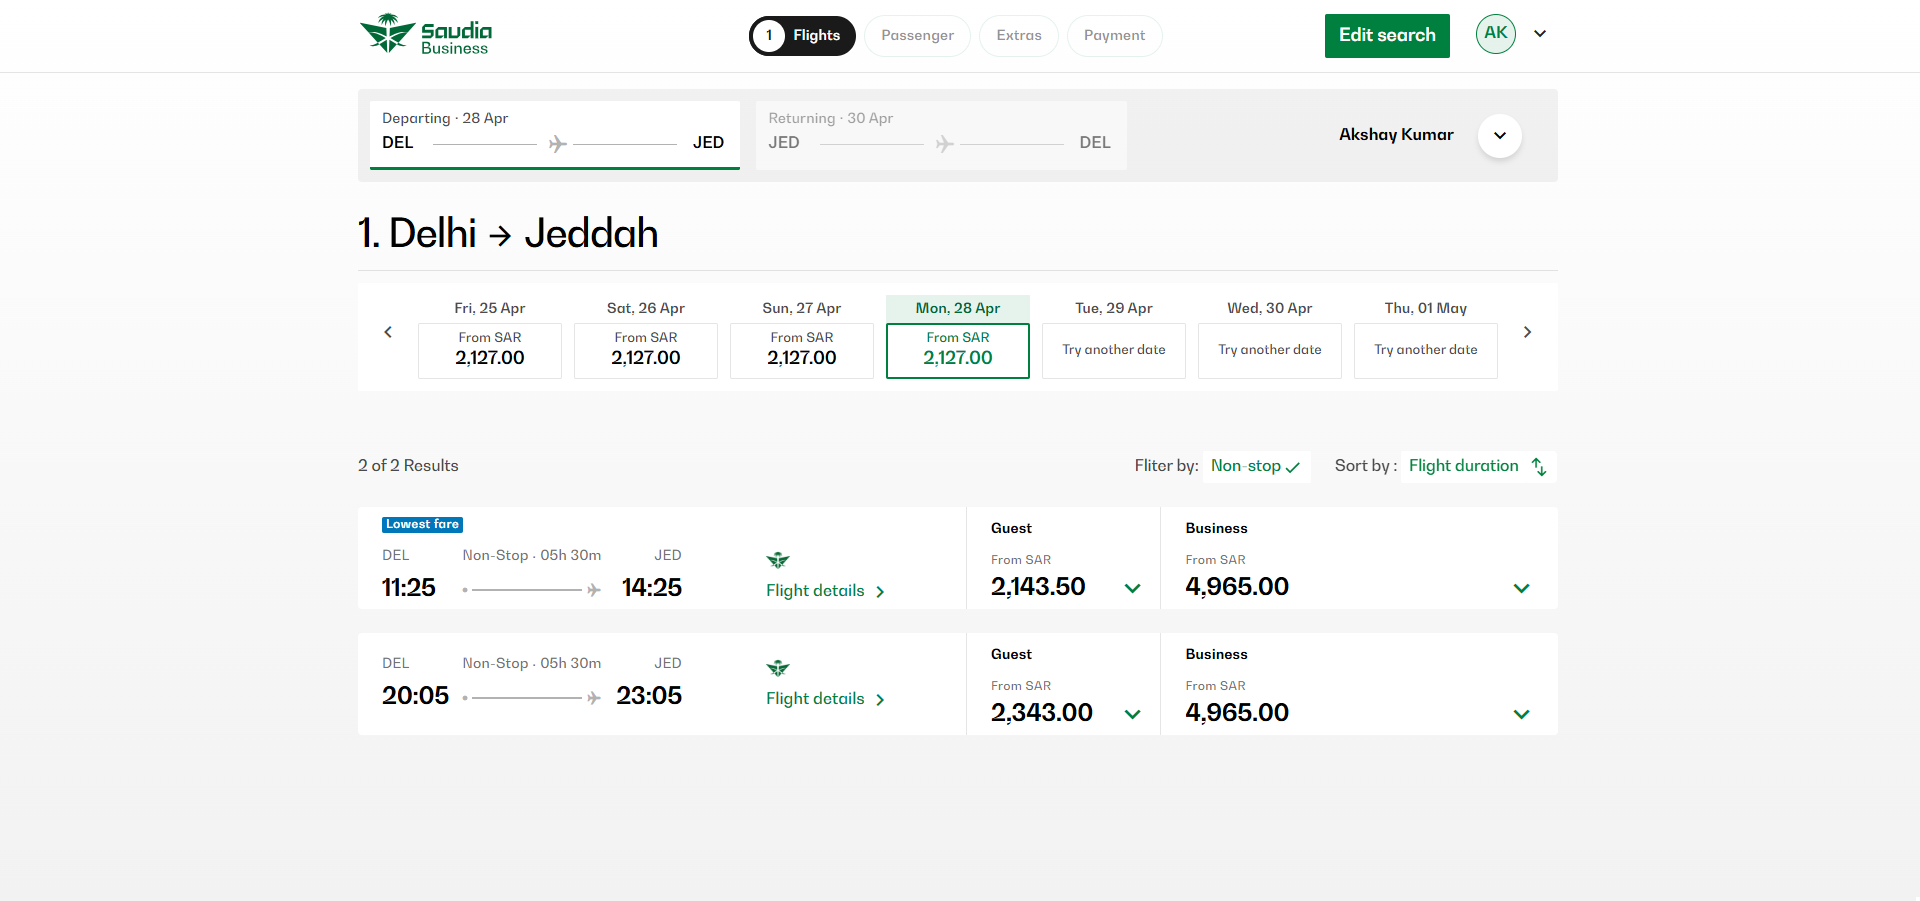 Saudia
Business
1 Flights
Passenger
Extras
Payment
Edit search
AK
Departing · 28 Apr
DEL JED
Returning · 30 Apr
JED DEL
Akshay Kumar
1. Delhi → Jeddah
Fri, 25 Apr
From SAR
2,127.00
Sat, 26 Apr
From SAR
2,127.00
Sun, 27 Apr
From SAR
2,127.00
Mon, 28 Apr
From SAR
2,127.00
Tue, 29 Apr
Try another date
Wed, 30 Apr
Try another date
Thu, 01 May
Try another date
2 of 2 Results
Fliter by: Non-stop
Sort by : Flight duration
Lowest fare
DEL Non-Stop · 05h 30m JED
11:25 14:25
Flight details
Guest
From SAR
2,143.50
Business
From SAR
4,965.00
DEL Non-Stop · 05h 30m JED
20:05 23:05
Flight details
Guest
From SAR
2,343.00
Business
From SAR
4,965.00